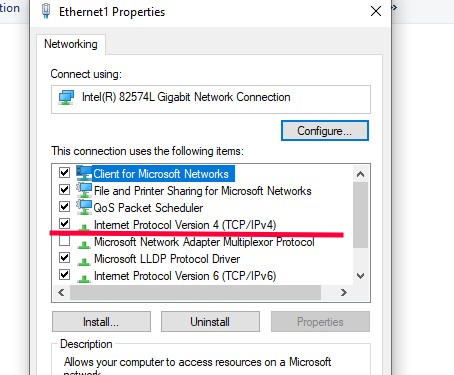 tion
Ethernet1 Properties
Networking
Connect using:
Intel(R) 82574L Gigabit Network Connection
Configure...
This connection uses the following items:
Client for Microsoft Networks
File and Printer Sharing for Microsoft Networks
QoS Packet Scheduler
Internet Protocol Version 4 (TCP/IPv4)
Microsoft Network Adapter Multiplexor Protocol
Microsoft LLDP Protocol Driver
Internet Protocol Version 6 (TCP/IPv6)
Install...
Uninstall
Properties
Description
Allows your computer to access resources on a Microsoft
network.